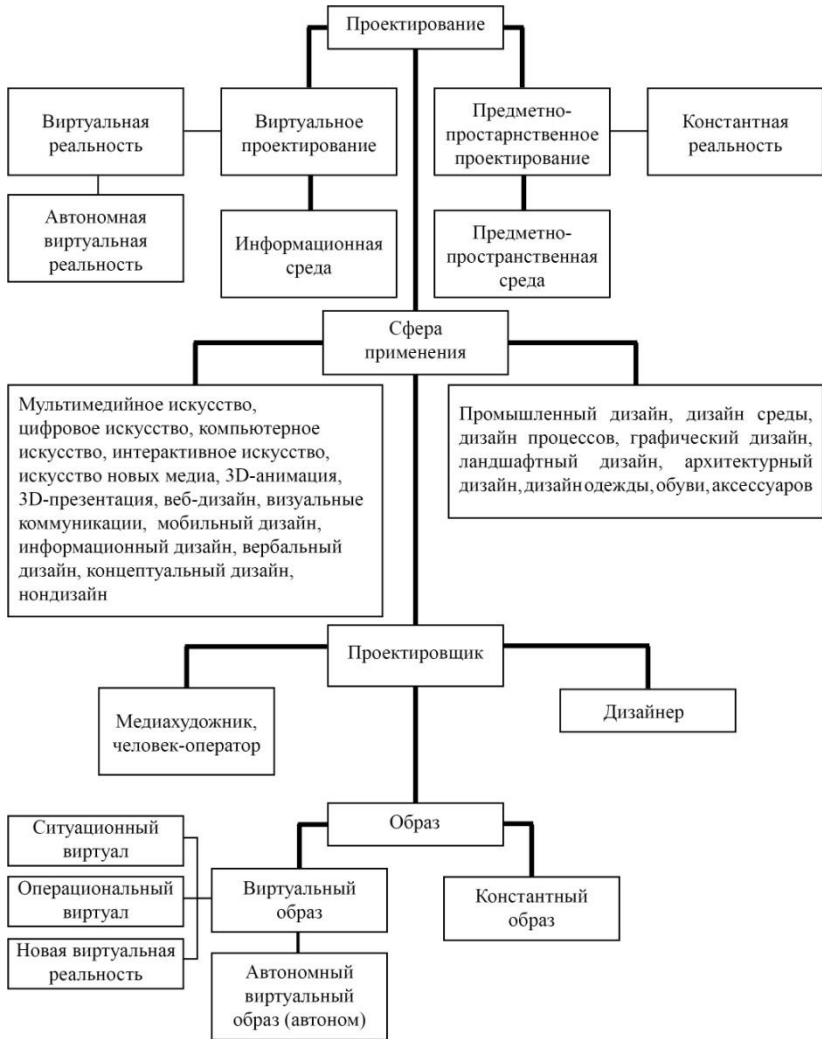 Проектирование
Виртуальная
реальность
Виртуальное
проектирование
Предметно-
простарнственное
проектирование
Константная
реальность
Автономная
виртуальная
реальность
Информационная
среда
Предметно-
пространственная
среда
Сфера
применения
Мультимедийное искусство,
цифровое искусство, компьютерное
искусство, интерактивное искусство,
искусство новых медиа, 3D-анимация,
3D-презентация, веб-дизайн, визуальные
коммуникации, мобильный дизайн,
информационный дизайн, вербальный
дизайн, концептуальный дизайн,
нондизайн
Промышленный дизайн, дизайн среды,
дизайн процессов, графический дизайн,
ландшафтный дизайн, архитектурный
дизайн, дизайн одежды, обуви, аксессуаров
Проектировщик
Медиахудожник,
человек-оператор
Дизайнер
Образ
Ситуационный
виртуал
Операциональный
виртуал
Новая виртуальная
реальность
Виртуальный
образ
Константный
образ
Автономный
виртуальный
образ (автоном)